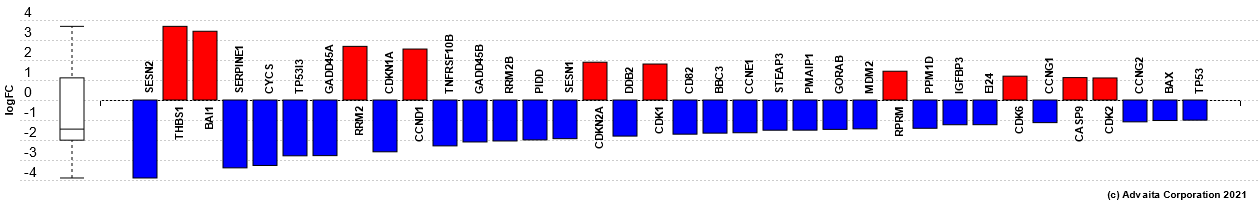 4
3
2
1
0
-1
-2
-3
-4
logFC
SESN2
THBS1
BAI1
SERPINE1
CYCS
TP53I3
GADD45A
RRM2
CDKN1A
CCND1
TNFRSF10B
GADD45B
RRM2B
PIDD
SESN1
CDKN2A
DDB2
CDK1
CD82
BBC3
CCNE1
STEAP3
PMAIP1
GORAB
MDM2
RPRM
PPM1D
IGFBP3
EI24
CDK6
CCNG1
CASP9
CDK2
CCNG2
BAX
TP53
(c) Advaita Corporation 2021